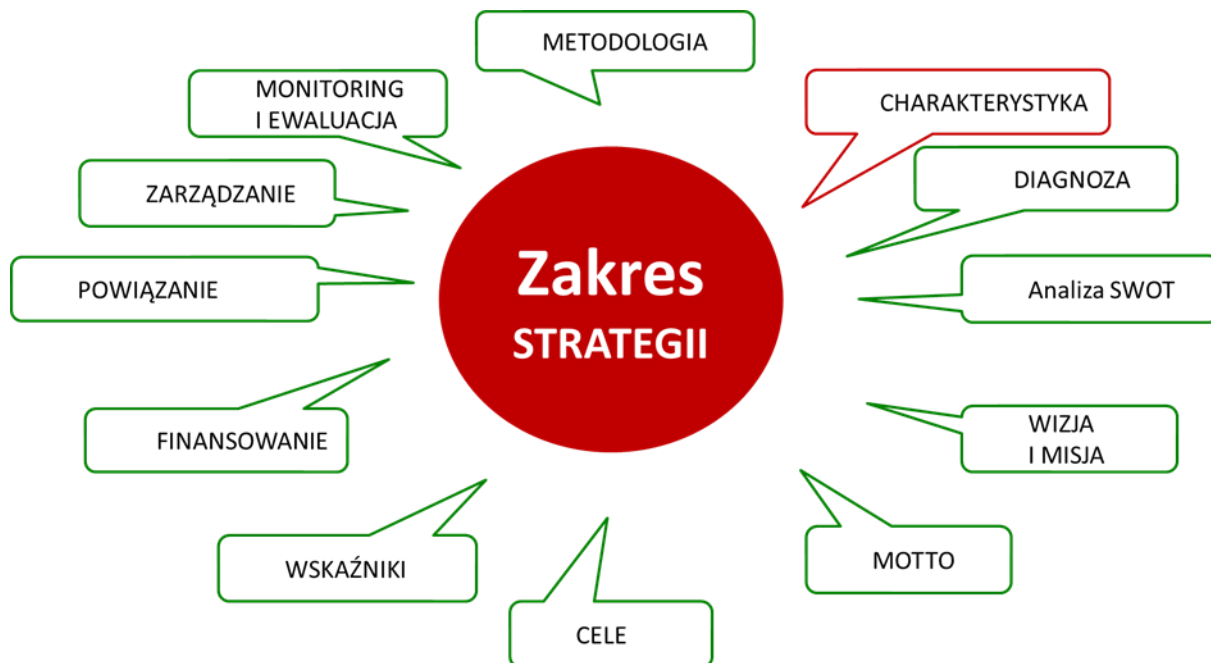 METODOLOGIA
MONITORING
I EWALUACJA
CHARAKTERYSTYKA
ZARZĄDZANIE
DIAGNOZA
Zakres
STRATEGII
POWIĄZANIE
Analiza SWOT
FINANSOWANIE
WIZJA
I MISJA
WSKAŹNIKI
MOTTO
CELE